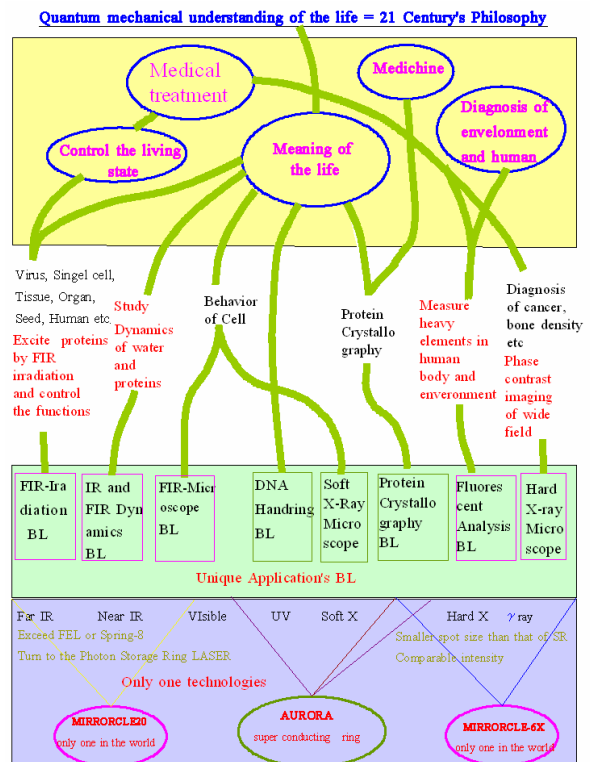 Quantum mechanical understanding of the life = 21 Century's Philosophy
Medical
treatment
Medichine
Diagnosis of
envelonment
and human
Control the living
state
Meaning of
the life
Virus, Singel cell,
Tissue, Organ,
Seed, Human etc.
Excite proteins
by FIR
irradiation
and control
the functions
Study
Dynamics
of water
and
proteins
Behavior
of Cell
Protein
Crystallo
graphy
Measure
heavy
elements in
human
body and
enveronment
Diagnosis
of cancer,
bone density
etc
Phase
contrast
imaging
of wide
field
FIR-Ira
diation
BL
IR and
FIR Dyn
amics
BL
FIR-Micr
oscope
BL
DNA
Handring
BL
Soft
X-Ray
Micro
scope
Protein
Crystallo
graphy
BL
Fluores
cent
Analysis
BL
Hard
X-ray
Micro
scope
Unique Application's BL
Far IR Near IR VIsible UV Soft X Hard X γ ray
Exceed FEL or Spring-8
Turn to the Photon Storage Ring LASER
Smaller spot size than that of SR
Comparable intensity
Only one technologies
MIRRORCLE20
only one in the world
AURORA
super conducting ring
MIRRORCLE-6X
only one in the world